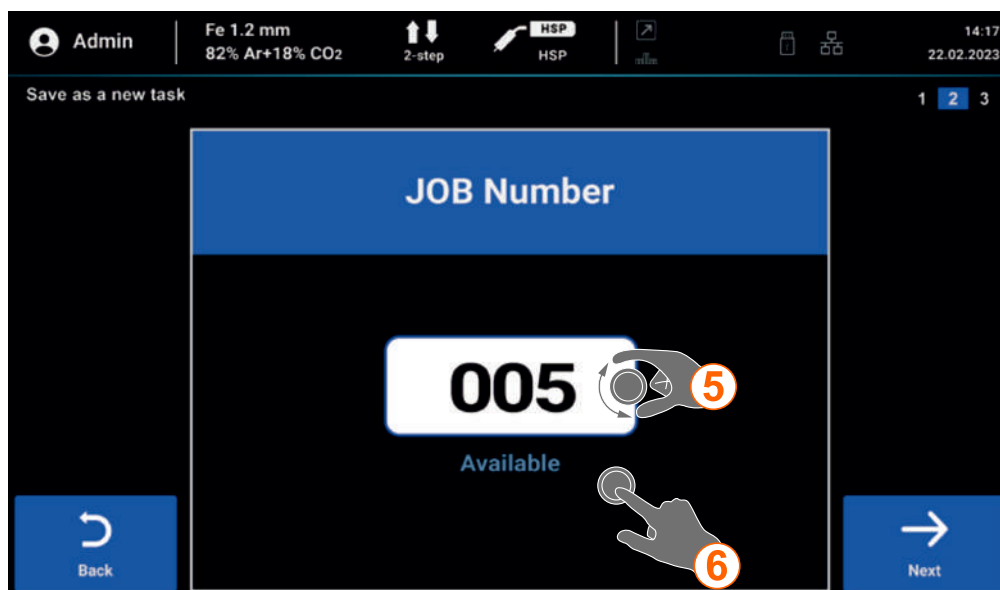 Admin
Fe 1.2 mm
82% Ar+18% CO2
2-step
HSP
HSP
14:17
22.02.2023
Save as a new task
1 2 3
JOB Number
005
5
Available
6
Back
Next